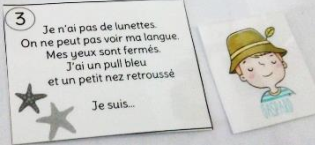 3
Je n'ai pas de lunettes.
On ne peut pas voir ma langue.
Mes yeux sont fermés.
J'ai un pull bleu
et un petit nez retroussé
Je suis...